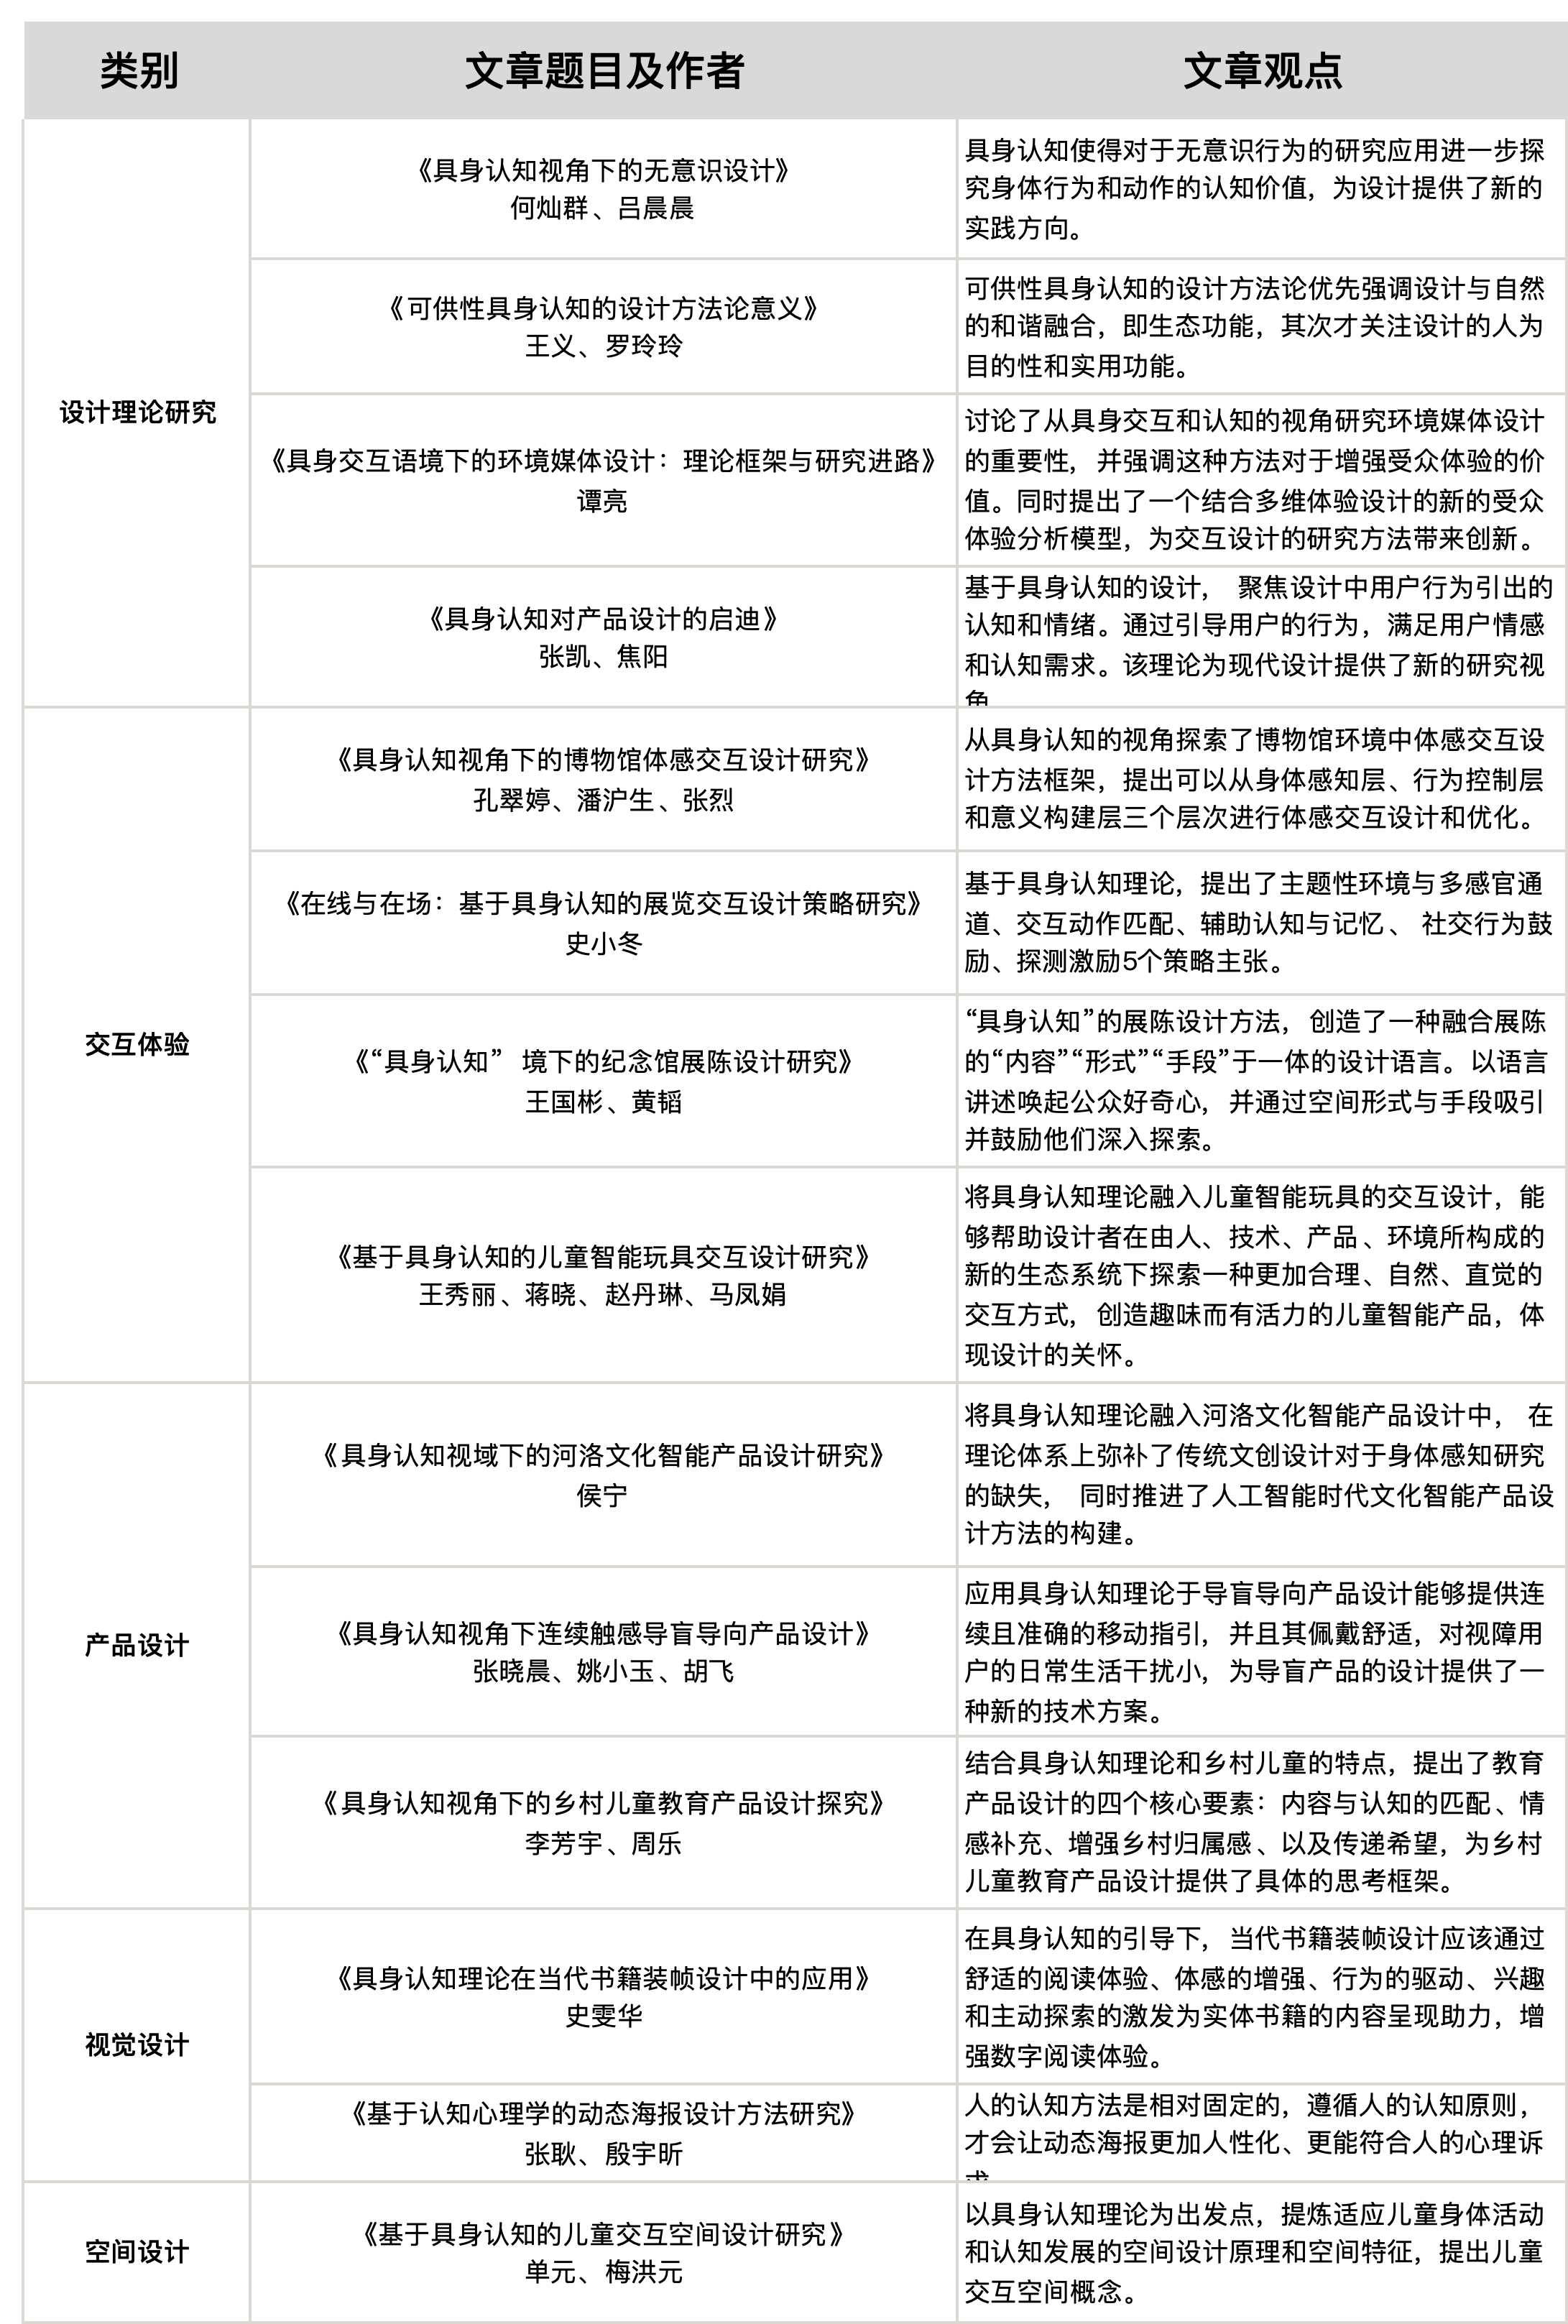 类别
文章题目及作者
文章观点
设计理论研究
《具身认知视角下的无意识设计》
何灿群、吕晨晨
具身认知使得对于无意识行为的研究应用进一步探
究身体行为和动作的认知价值，为设计提供了新的
实践方向。
《可供性具身认知的设计方法论意义》
王义、罗玲玲
可供性具身认知的设计方法论优先强调设计与自然
的和谐融合，即生态功能，其次才关注设计的人为
目的性和实用功能。
《具身交互语境下的环境媒体设计：理论框架与研究进路》
谭亮
讨论了从具身交互和认知的视角研究环境媒体设计
的重要性，并强调这种方法对于增强受众体验的价
值。同时提出了一个结合多维体验设计的新的受众
体验分析模型，为交互设计的研究方法带来创新。
《具身认知对产品设计的启迪》
张凯、焦阳
基于具身认知的设计， 聚焦设计中用户行为引出的
认知和情绪。通过引导用户的行为，满足用户情感
和认知需求。该理论为现代设计提供了新的研究视
角
交互体验
《具身认知视角下的博物馆体感交互设计研究》
孔翠婷、潘沪生、张烈
从具身认知的视角探索了博物馆环境中体感交互设
计方法框架，提出可以从身体感知层、行为控制层
和意义构建层三个层次进行体感交互设计和优化。
《在线与在场：基于具身认知的展览交互设计策略研究》
史小冬
基于具身认知理论，提出了主题性环境与多感官通
道、交互动作匹配、辅助认知与记忆、 社交行为鼓
励、探测激励5个策略主张。
《“具身认知” 境下的纪念馆展陈设计研究》
王国彬、黄韬
“具身认知”的展陈设计方法，创造了一种融合展陈
的“内容”“形式”“手段”于一体的设计语言。以语言
讲述唤起公众好奇心，并通过空间形式与手段吸引
并鼓励他们深入探索。
《基于具身认知的儿童智能玩具交互设计研究》
王秀丽、蒋晓、赵丹琳、马凤娟
将具身认知理论融入儿童智能玩具的交互设计，能
够帮助设计者在由人、技术、产品、环境所构成的
新的生态系统下探索一种更加合理、自然、直觉的
交互方式，创造趣味而有活力的儿童智能产品，体
现设计的关怀。
产品设计
《具身认知视域下的河洛文化智能产品设计研究》
侯宁
将具身认知理论融入河洛文化智能产品设计中， 在
理论体系上弥补了传统文创设计对于身体感知研究
的缺失， 同时推进了人工智能时代文化智能产品设
计方法的构建。
《具身认知视角下连续触感导盲导向产品设计》
张晓晨、姚小玉、胡飞
应用具身认知理论于导盲导向产品设计能够提供连
续且准确的移动指引，并且其佩戴舒适，对视障用
户的日常生活干扰小，为导盲产品的设计提供了一
种新的技术方案。
《具身认知视角下的乡村儿童教育产品设计探究》
李芳宇、周乐
结合具身认知理论和乡村儿童的特点，提出了教育
产品设计的四个核心要素：内容与认知的匹配、情
感补充、增强乡村归属感、以及传递希望，为乡村
儿童教育产品设计提供了具体的思考框架。
视觉设计
《具身认知理论在当代书籍装帧设计中的应用》
史雯华
在具身认知的引导下，当代书籍装帧设计应该通过
舒适的阅读体验、体感的增强、行为的驱动、兴趣
和主动探索的激发为实体书籍的内容呈现助力，增
强数字阅读体验。
《基于认知心理学的动态海报设计方法研究》
张耿、殷宇昕
人的认知方法是相对固定的，遵循人的认知原则，
才会让动态海报更加人性化、更能符合人的心理诉
空间设计
《基于具身认知的儿童交互空间设计研究》
单元、梅洪元
以具身认知理论为出发点，提炼适应儿童身体活动
和认知发展的空间设计原理和空间特征，提出儿童
交互空间概念。